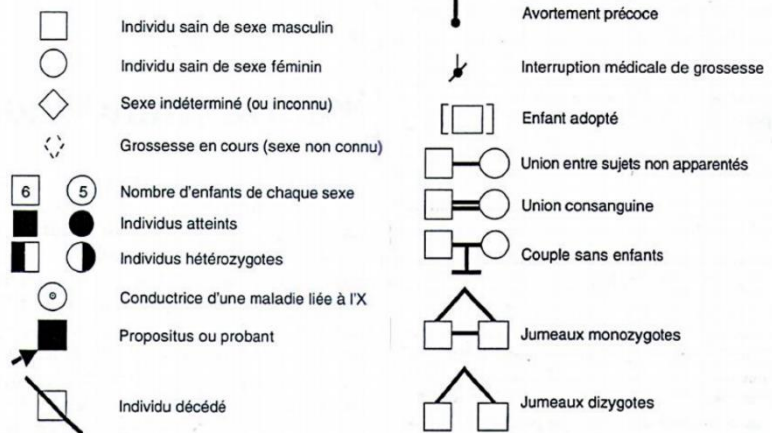 Individu sain de sexe masculin
Individu sain de sexe féminin
Sexe indéterminé (ou inconnu)
Grossesse en cours (sexe non connu)
6 5 Nombre d'enfants de chaque sexe
Individus atteints
Individus hétérozygotes
Conductrice d'une maladie liée à l'X
Propositus ou probant
Individu décédé
Avortement précoce
Interruption médicale de grossesse
Enfant adopté
Union entre sujets non apparentés
Union consanguine
Couple sans enfants
Jumeaux monozygotes
Jumeaux dizygotes